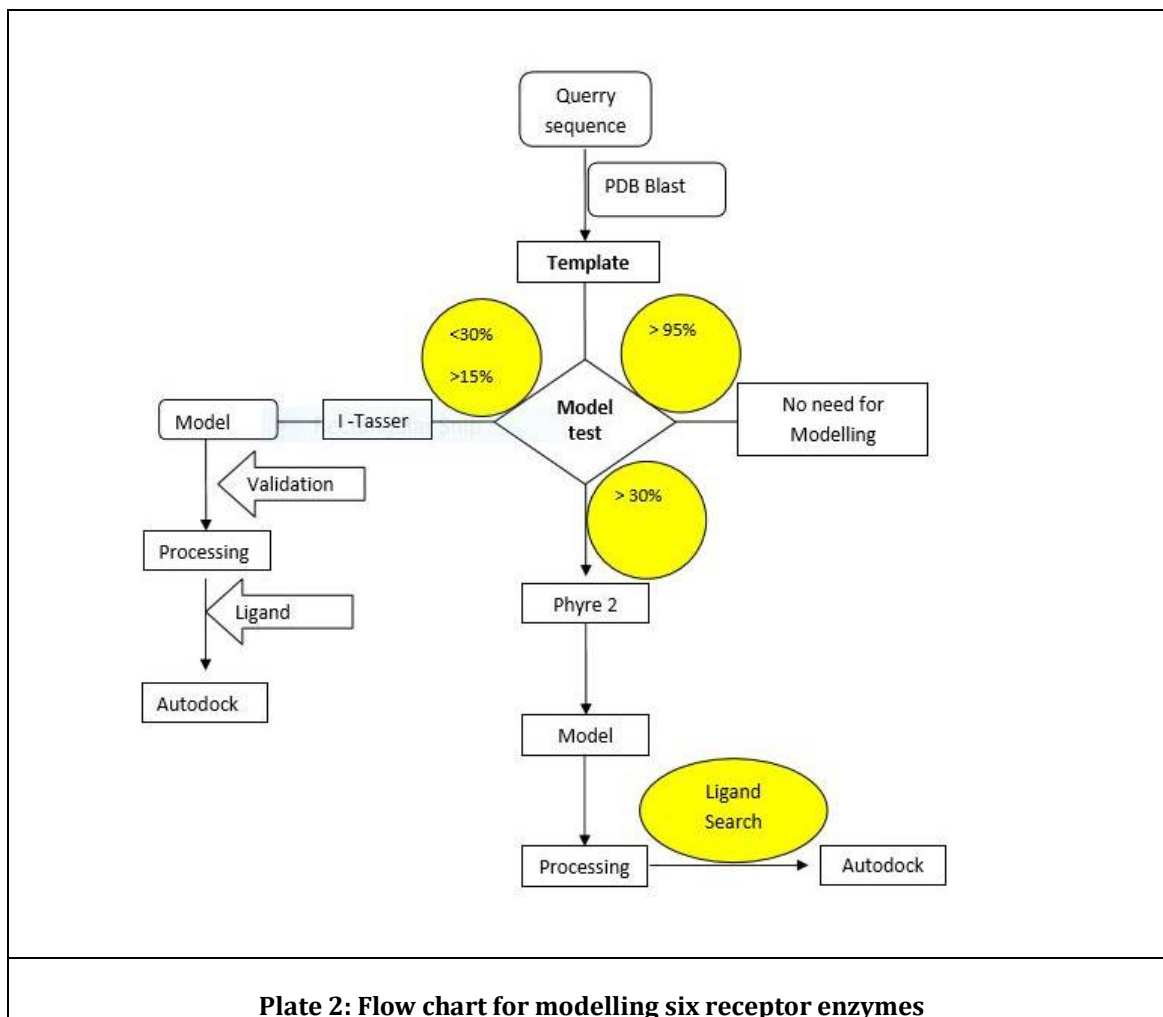 Querry
sequence
PDB Blast
Template
<30%
>15%
> 95%
Model
test
No need for
Modelling
I -Tasser
Model
Validation
Processing
Ligand
Autodock
> 30%
Phyre 2
Model
Ligand
Search
Processing
Autodock
Plate 2: Flow chart for modelling six receptor enzymes